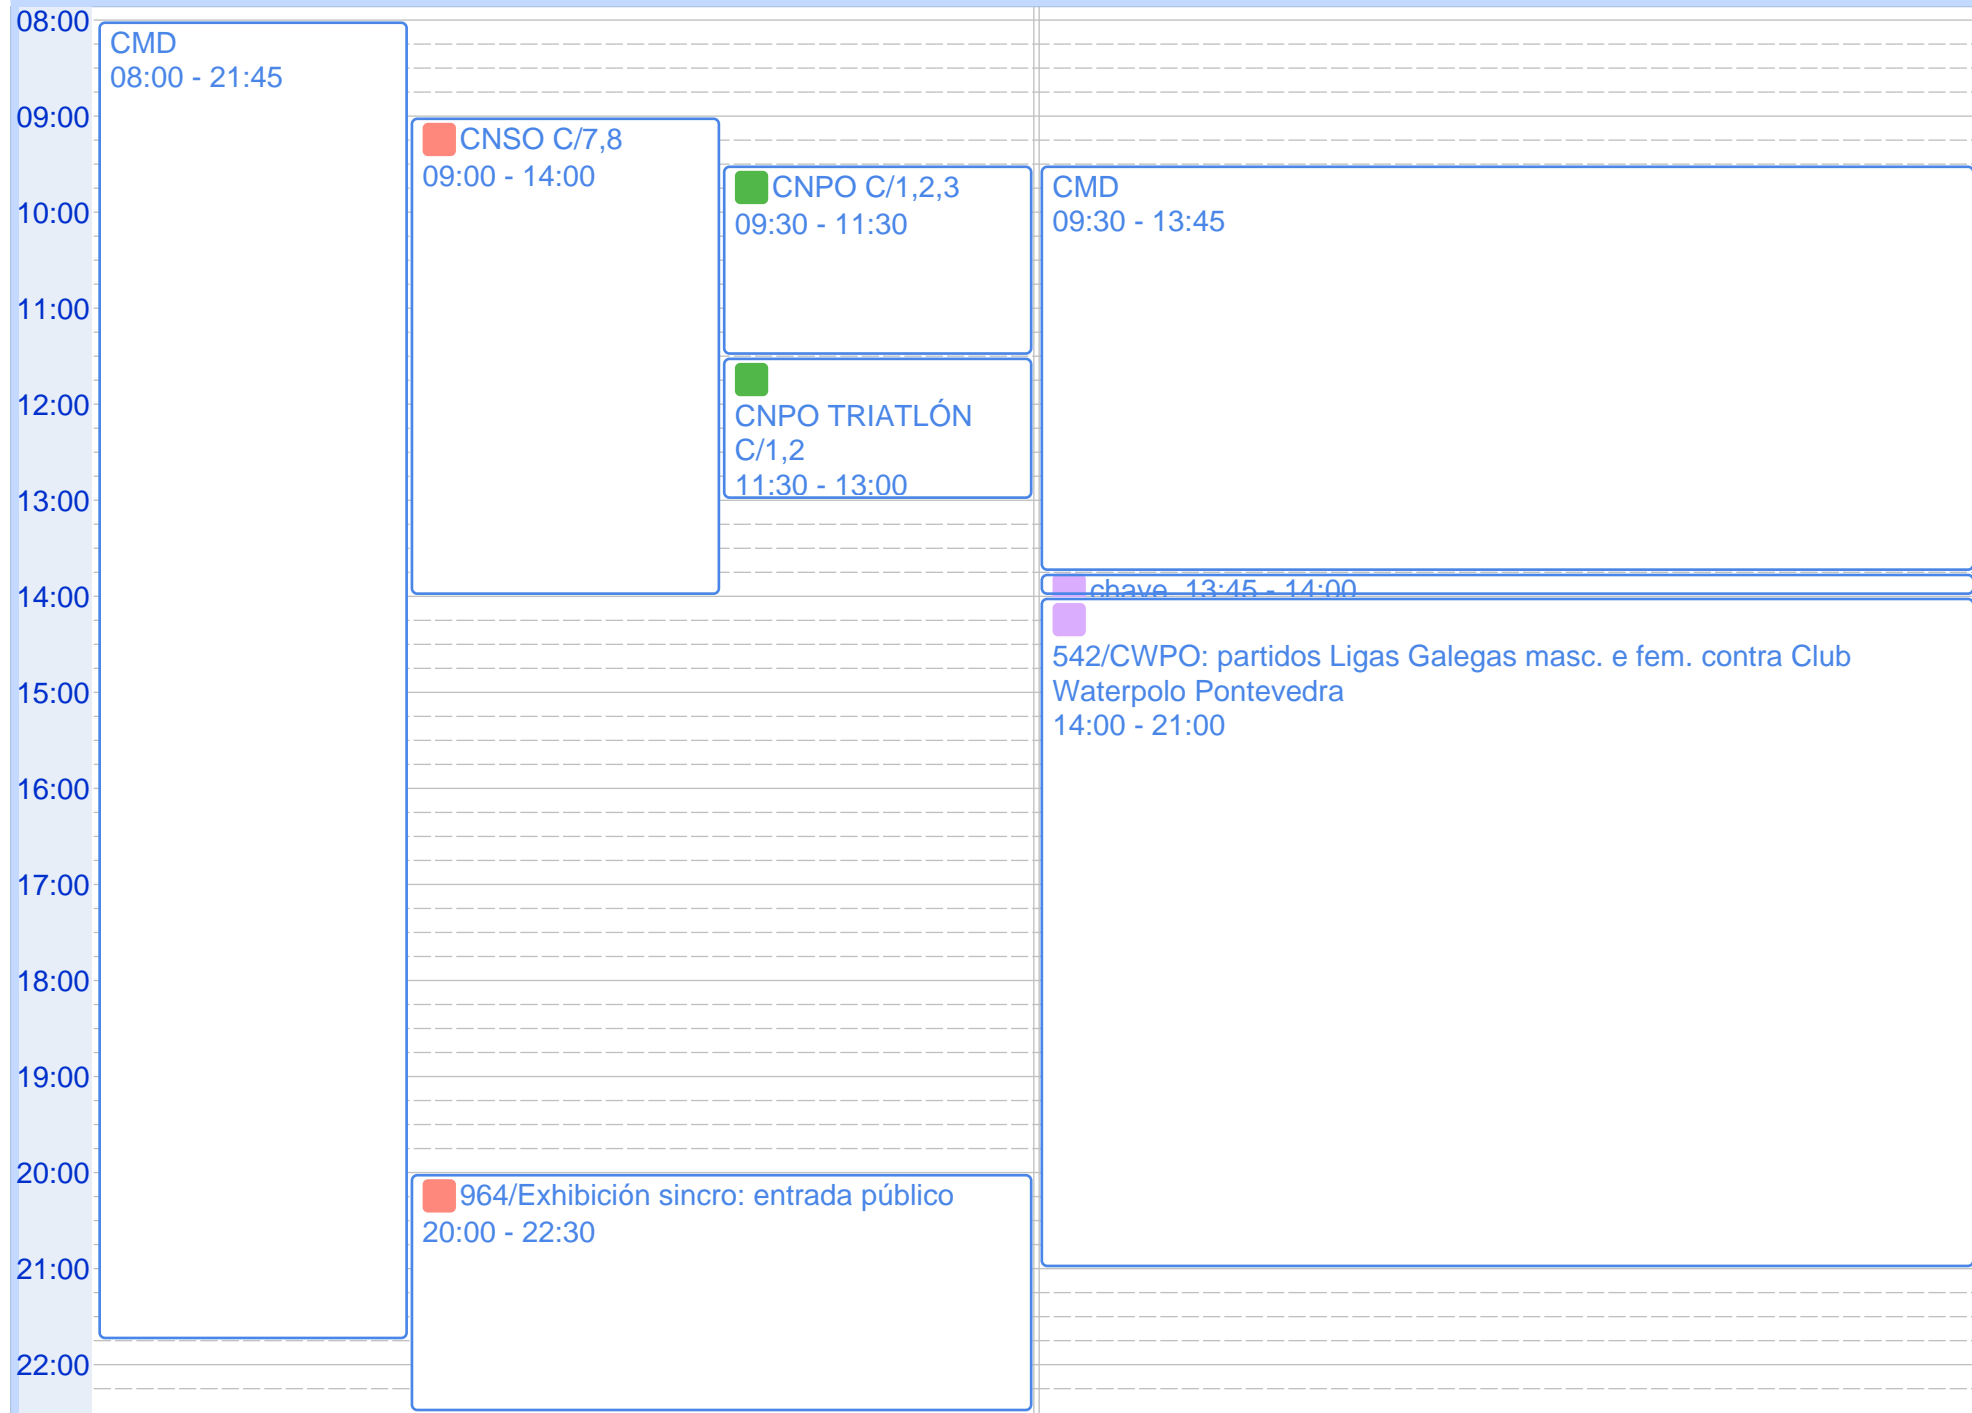 08:00
09:00
10:00
11:00
12:00
13:00
14:00
15:00
16:00
17:00
18:00
19:00
20:00
21:00
22:00
CMD
08:00 - 21:45
CNSO C/7,8
09:00 - 14:00
CNPO C/1,2,3
09:30 - 11:30
CNPO TRIATLÓN
C/1,2
11:30 - 13:00
964/Exhibición sincro: entrada público
20:00 - 22:30
CMD
09:30 - 13:45
chave 13:45 - 14:00
542/CWPO: partidos Ligas Galegas masc. e fem. contra Club
Waterpolo Pontevedra
14:00 - 21:00